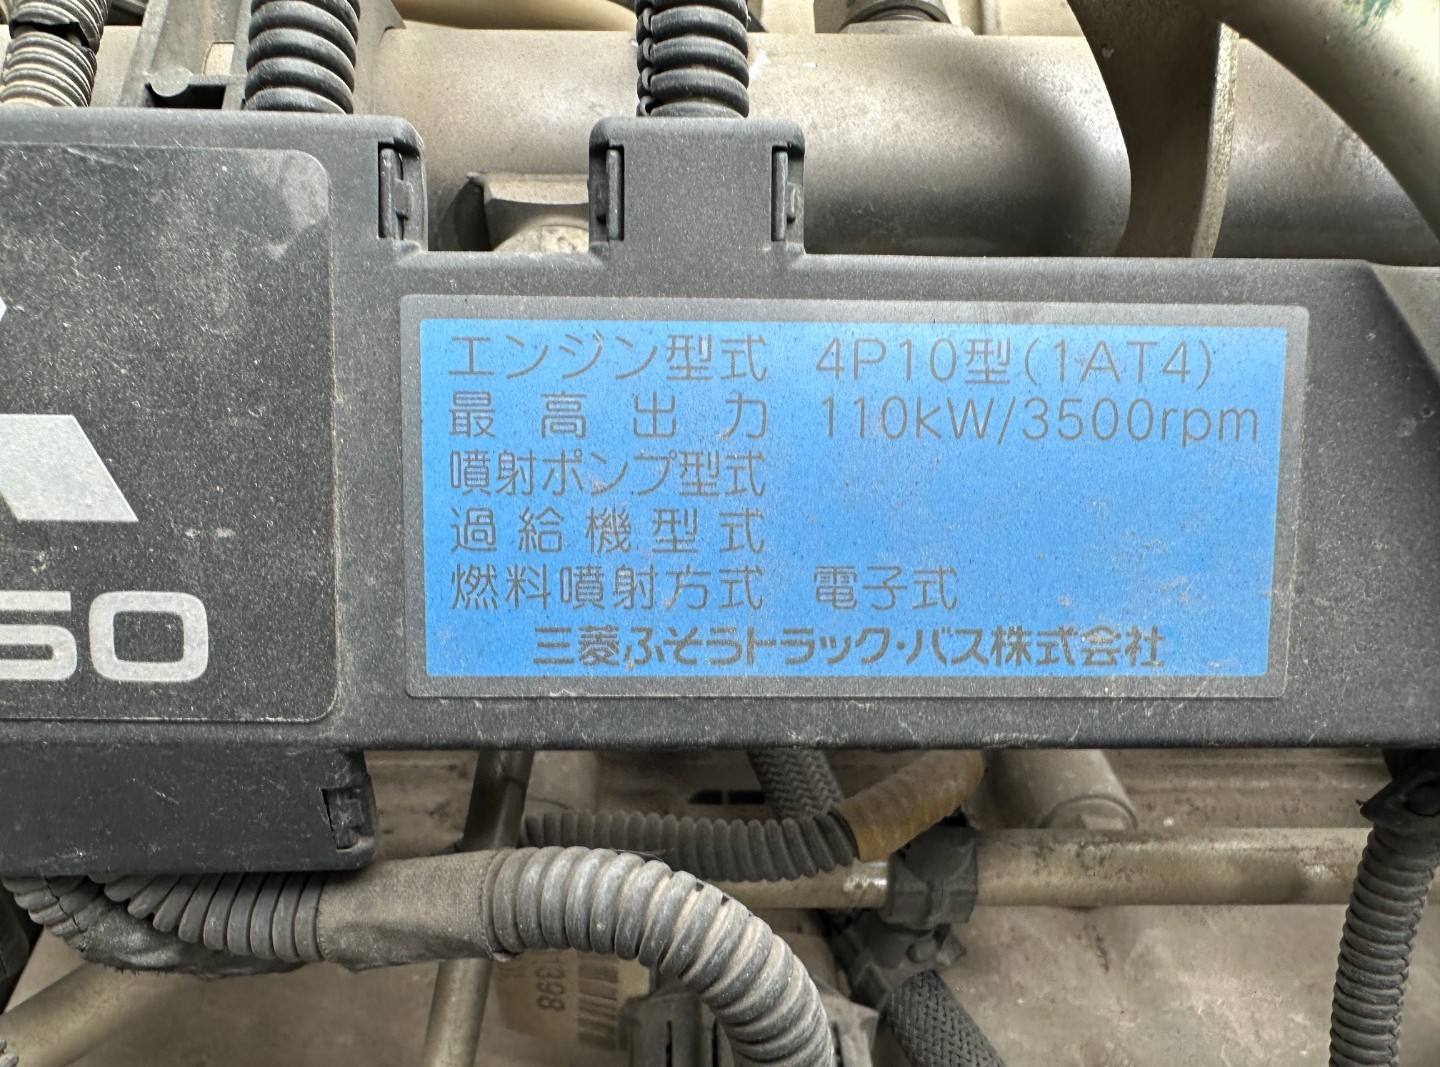 エンジン型式 4P10型(1AT4)
最高出力 110kW/3500rpm
噴射ポンプ型式
過給機型式
燃料噴射方式 電子式
三菱ふそうトラック・バス株式会社
50
1398